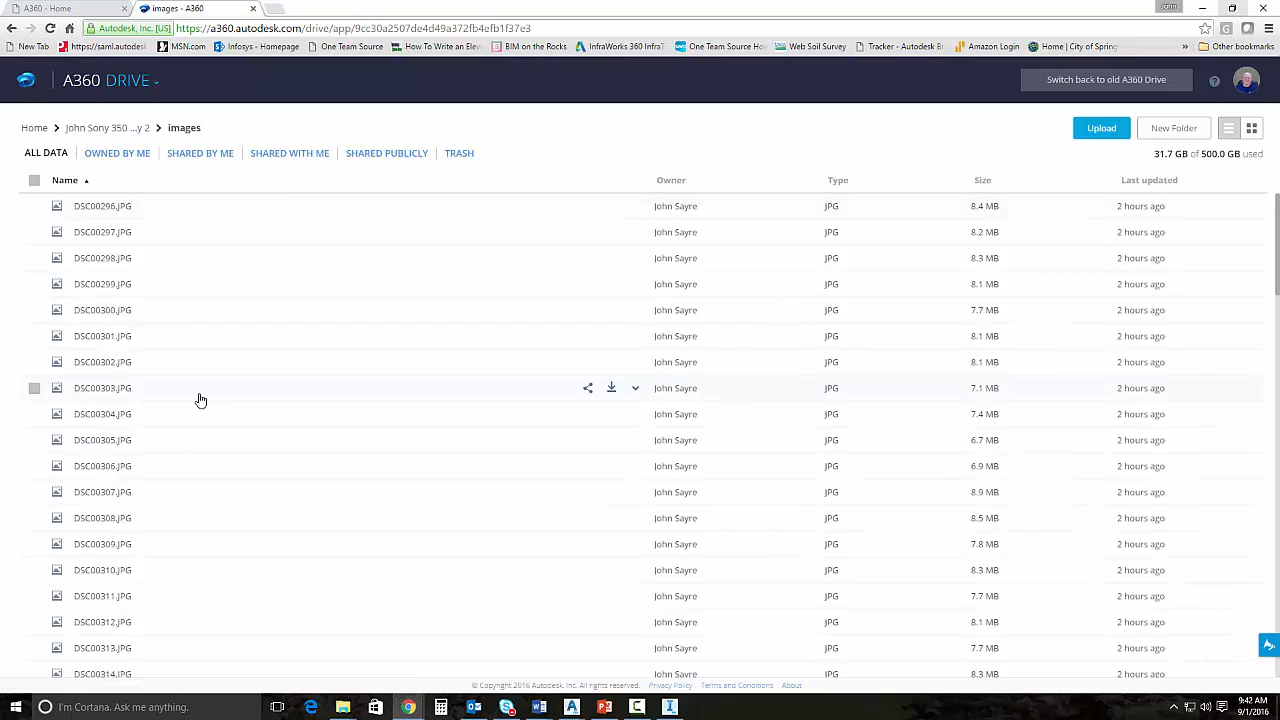 A360 - Home
images - A360
John
Autodesk, Inc. [US]
https://a360.autodesk.com/drive/app/9cc30a2507de4d49a372fb4efb1f37e3
New Tab
https://saml.autodesk
MSN.com
Infosys - Homepage
One Team Source
How To Write an Elev
BIM on the Rocks
InfraWorks 360 InfraT
One Team Source H
Web Soil Survey
Tracker - Autodesk B
Amazon Login
Home | City of Spring
»
Other bookmarks
A360 DRIVE
Switch back to old A360 Drive
Home > John Sony 350 ...y 2 > images
Upload
New Folder
ALL DATA | OWNED BY ME | SHARED BY ME | SHARED WITH ME | SHARED PUBLICLY | TRASH
31.7 GB of 500.0 GB used
Name Owner Type Size Last updated
DSC00296.JPG John Sayre JPG 8.4 MB 2 hours ago
DSC00297.JPG John Sayre JPG 8.2 MB 2 hours ago
DSC00298.JPG John Sayre JPG 8.3 MB 2 hours ago
DSC00299.JPG John Sayre JPG 8.1 MB 2 hours ago
DSC00300.JPG John Sayre JPG 7.7 MB 2 hours ago
DSC00301.JPG John Sayre JPG 8.1 MB 2 hours ago
DSC00302.JPG John Sayre JPG 8.1 MB 2 hours ago
DSC00303.JPG John Sayre JPG 7.1 MB 2 hours ago
DSC00304.JPG John Sayre JPG 7.4 MB 2 hours ago
DSC00305.JPG John Sayre JPG 6.7 MB 2 hours ago
DSC00306.JPG John Sayre JPG 6.9 MB 2 hours ago
DSC00307.JPG John Sayre JPG 8.9 MB 2 hours ago
DSC00308.JPG John Sayre JPG 8.5 MB 2 hours ago
DSC00309.JPG John Sayre JPG 7.8 MB 2 hours ago
DSC00310.JPG John Sayre JPG 8.3 MB 2 hours ago
DSC00311.JPG John Sayre JPG 7.7 MB 2 hours ago
DSC00312.JPG John Sayre JPG 8.1 MB 2 hours ago
DSC00313.JPG John Sayre JPG 7.7 MB 2 hours ago
DSC00314.JPG John Sayre JPG 8.3 MB 2 hours ago
© Copyright 2016 Autodesk, Inc. All rights reserved. Privacy Policy Terms and Conditions About
I'm Cortana. Ask me anything.
9:42 AM
9/1/2016